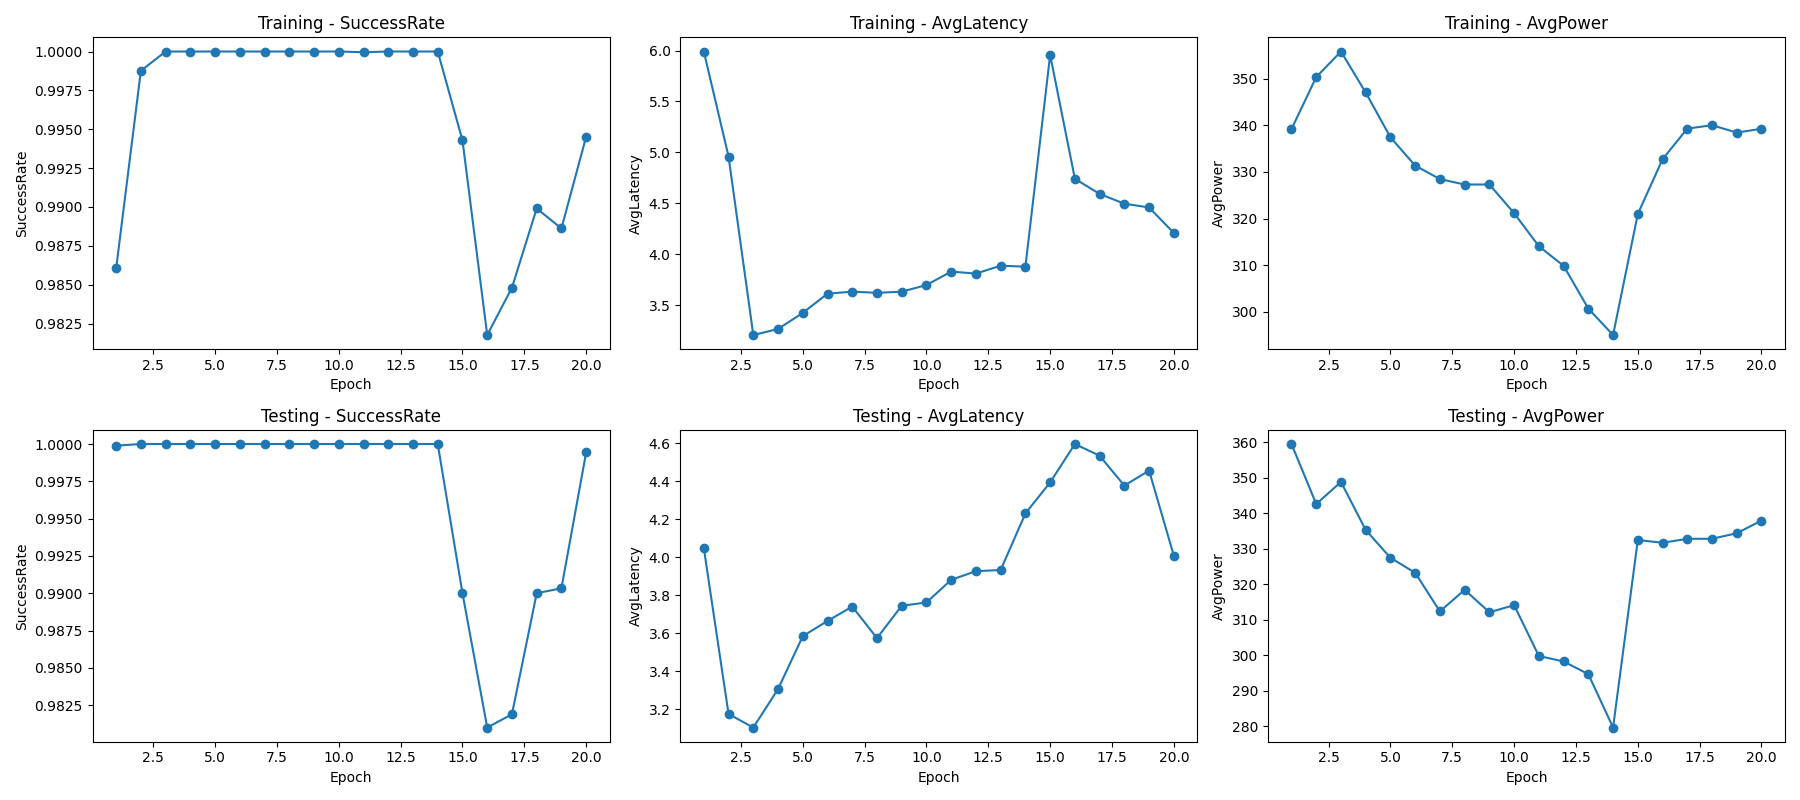 Training - SuccessRate
SuccessRate
1.0000
0.9975
0.9950
0.9925
0.9900
0.9875
0.9850
0.9825
2.5 5.0 7.5 10.0 12.5 15.0 17.5 20.0
Epoch
Training - AvgLatency
AvgLatency
6.0
5.5
5.0
4.5
4.0
3.5
2.5 5.0 7.5 10.0 12.5 15.0 17.5 20.0
Epoch
Training - AvgPower
AvgPower
350
340
330
320
310
300
2.5 5.0 7.5 10.0 12.5 15.0 17.5 20.0
Epoch
Testing - SuccessRate
SuccessRate
1.0000
0.9975
0.9950
0.9925
0.9900
0.9875
0.9850
0.9825
2.5 5.0 7.5 10.0 12.5 15.0 17.5 20.0
Epoch
Testing - AvgLatency
AvgLatency
4.6
4.4
4.2
4.0
3.8
3.6
3.4
3.2
2.5 5.0 7.5 10.0 12.5 15.0 17.5 20.0
Epoch
Testing - AvgPower
AvgPower
360
350
340
330
320
310
300
290
280
2.5 5.0 7.5 10.0 12.5 15.0 17.5 20.0
Epoch